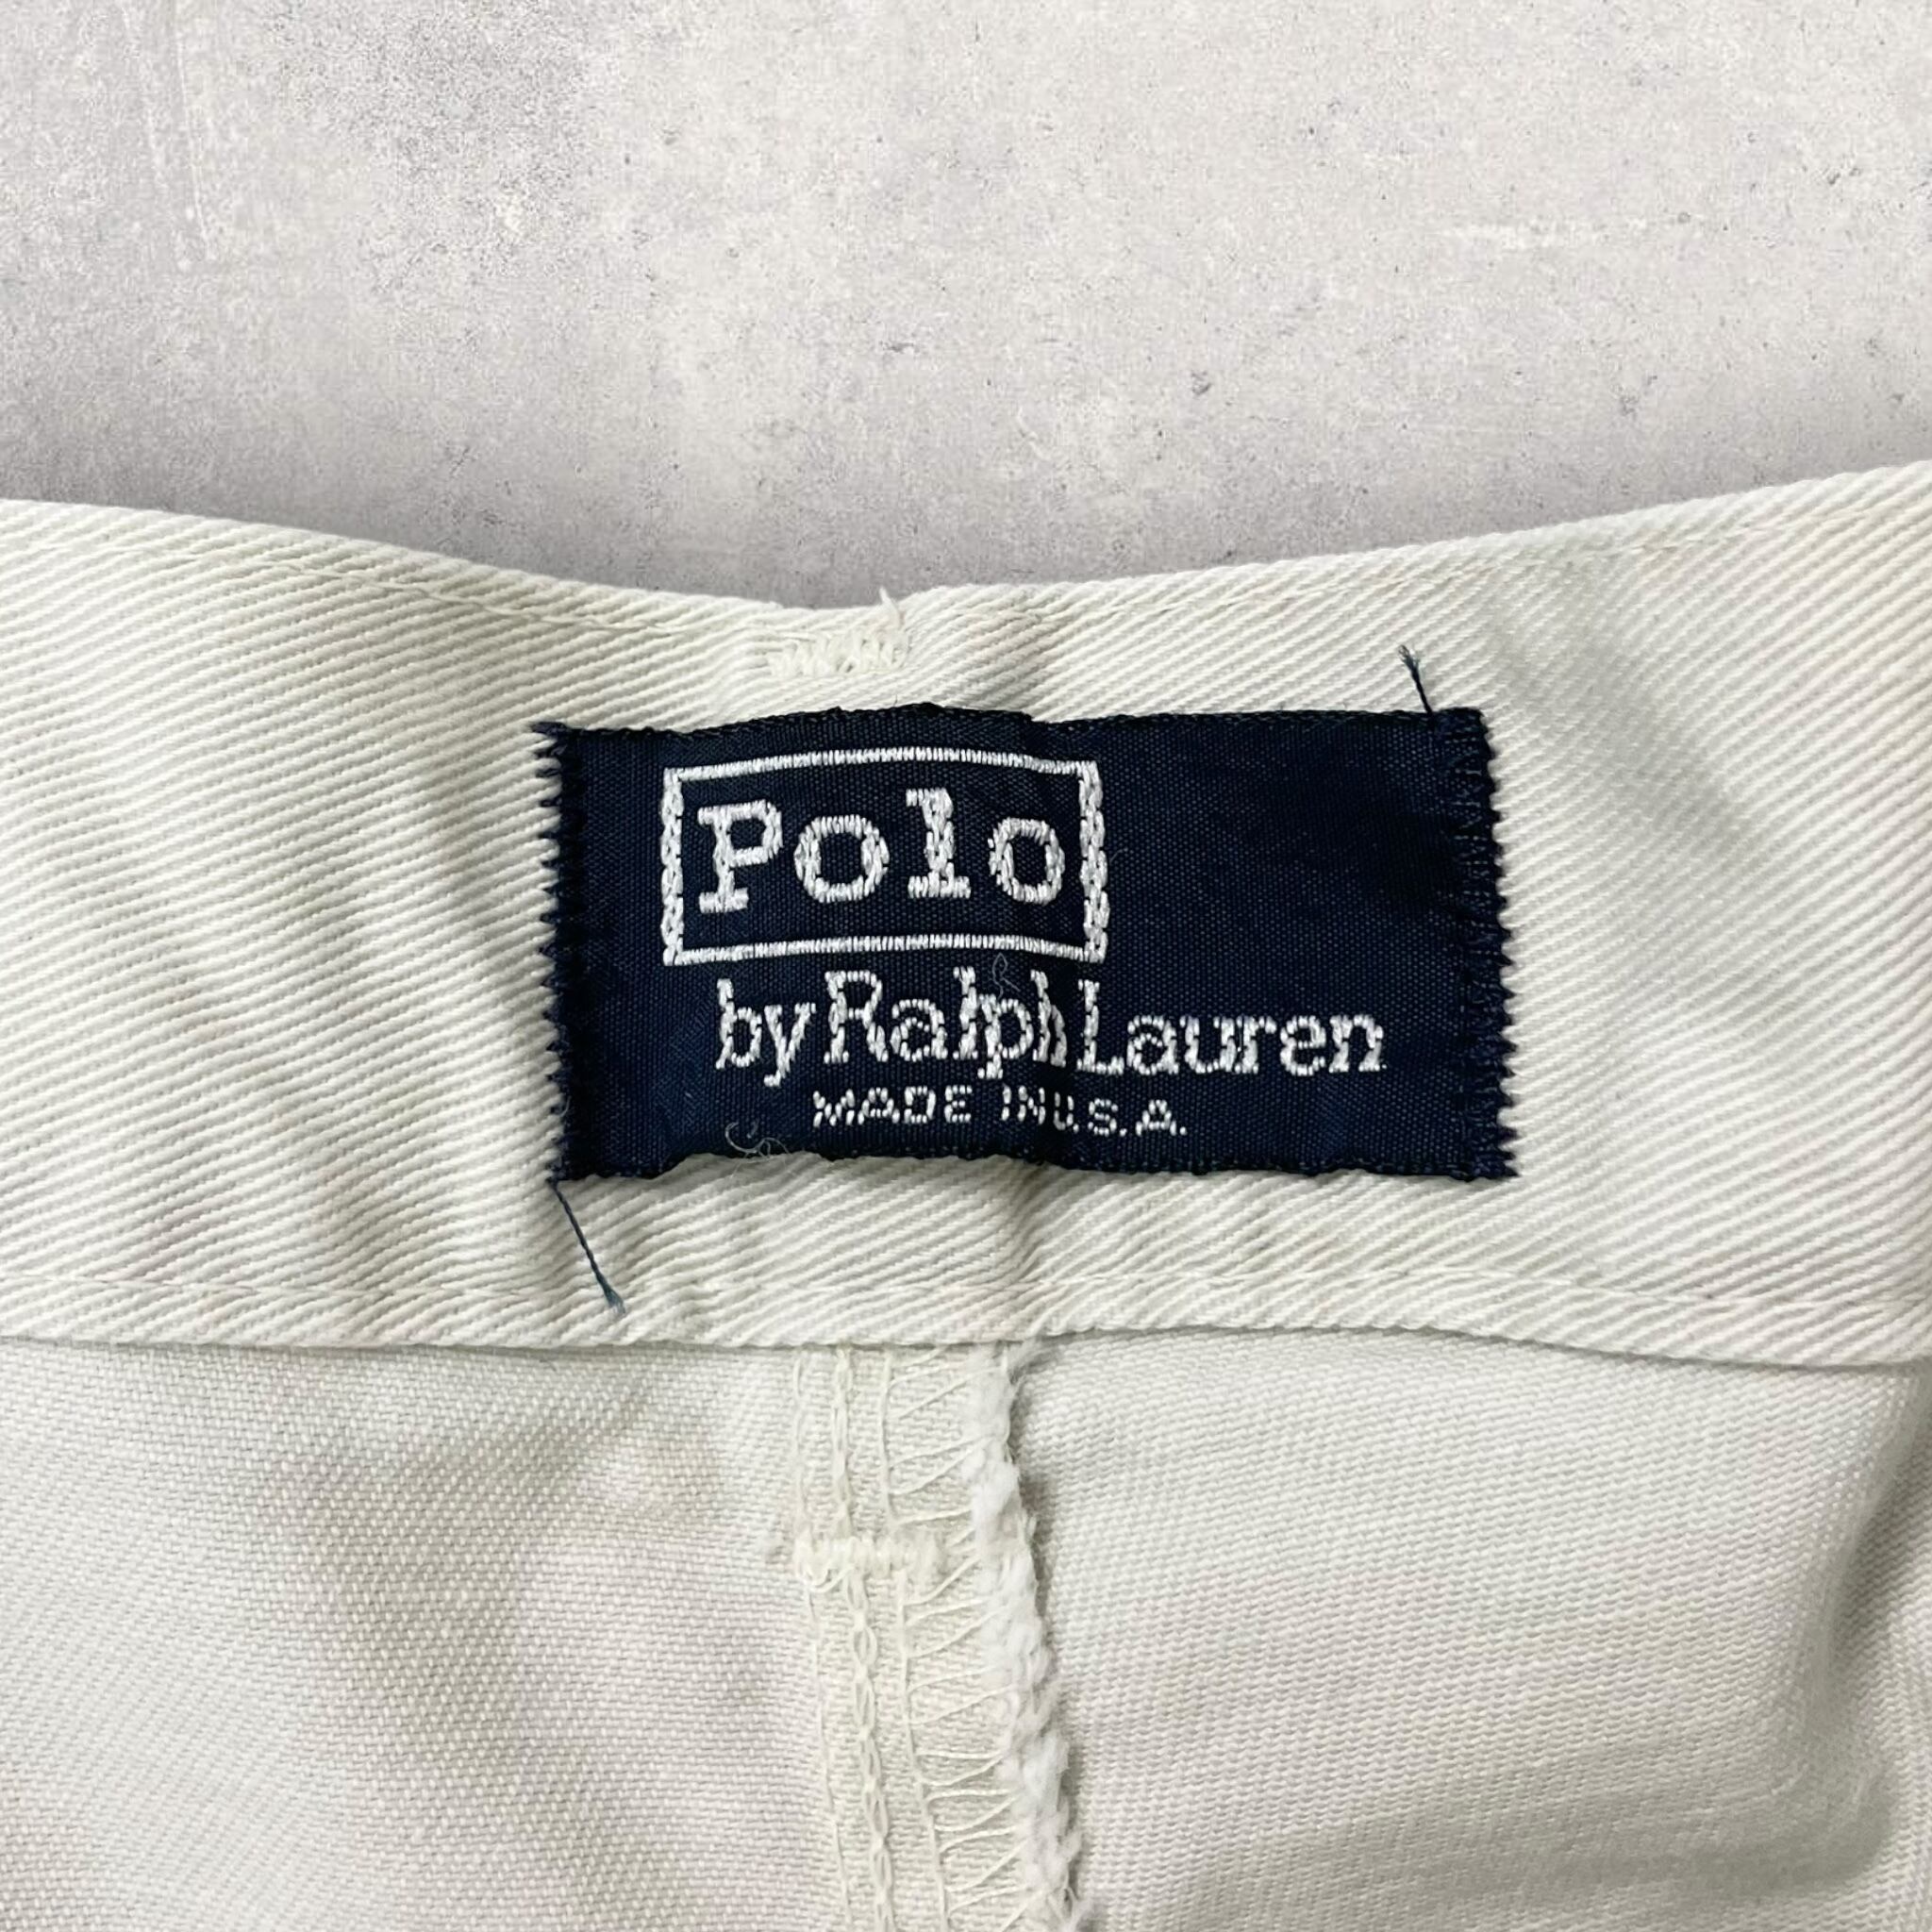 Polo
by Ralph Lauren
MADE IN U.S.A.